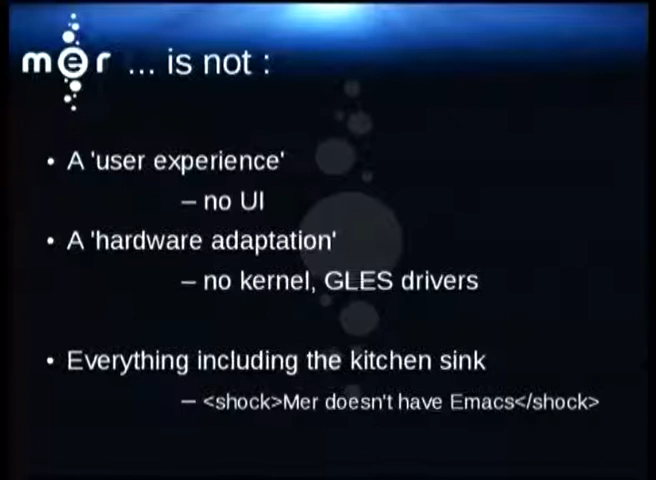 mer ... is not :
• A 'user experience'
– no UI
• A 'hardware adaptation'
– no kernel, GLES drivers
• Everything including the kitchen sink
– <shock>Mer doesn't have Emacs</shock>